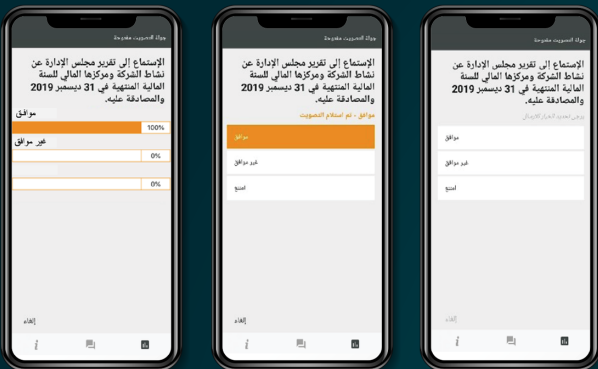 جولة التصويت مفتوحة
الإستماع إلى تقرير مجلس الإدارة عن
نشاط الشركة ومركزها المالي للسنة
المالية المنتهية في 31 ديسمبر 2019
والمصادقة عليه.
يرجى تحديد الخيار للإرسال
موافق
غير موافق
امتنع
إلغاء
جولة التصويت مفتوحة
الإستماع إلى تقرير مجلس الإدارة عن
نشاط الشركة ومركزها المالي للسنة
المالية المنتهية في 31 ديسمبر 2019
والمصادقة عليه.
موافق ، تم استلام التصويت
موافق
غير موافق
امتنع
إلغاء
جولة التصويت مفتوحة
الإستماع إلى تقرير مجلس الإدارة عن
نشاط الشركة ومركزها المالي للسنة
المالية المنتهية في 31 ديسمبر 2019
والمصادقة عليه.
موافق
100%
غير موافق
0%
0%
إلغاء